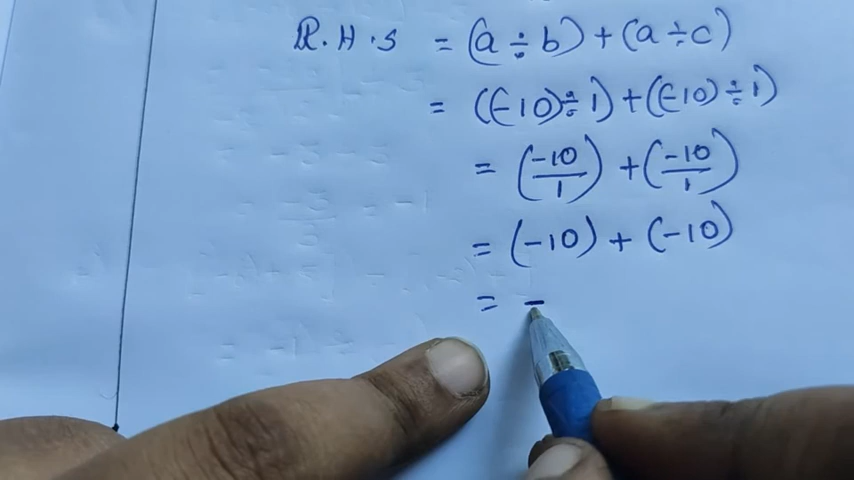 R.H.S = (a ÷ b) + (a ÷ c)
= ((-10) ÷ 1) + ((-10) ÷ 1)
= (-10/1) + (-10/1)
= (-10) + (-10)
= -